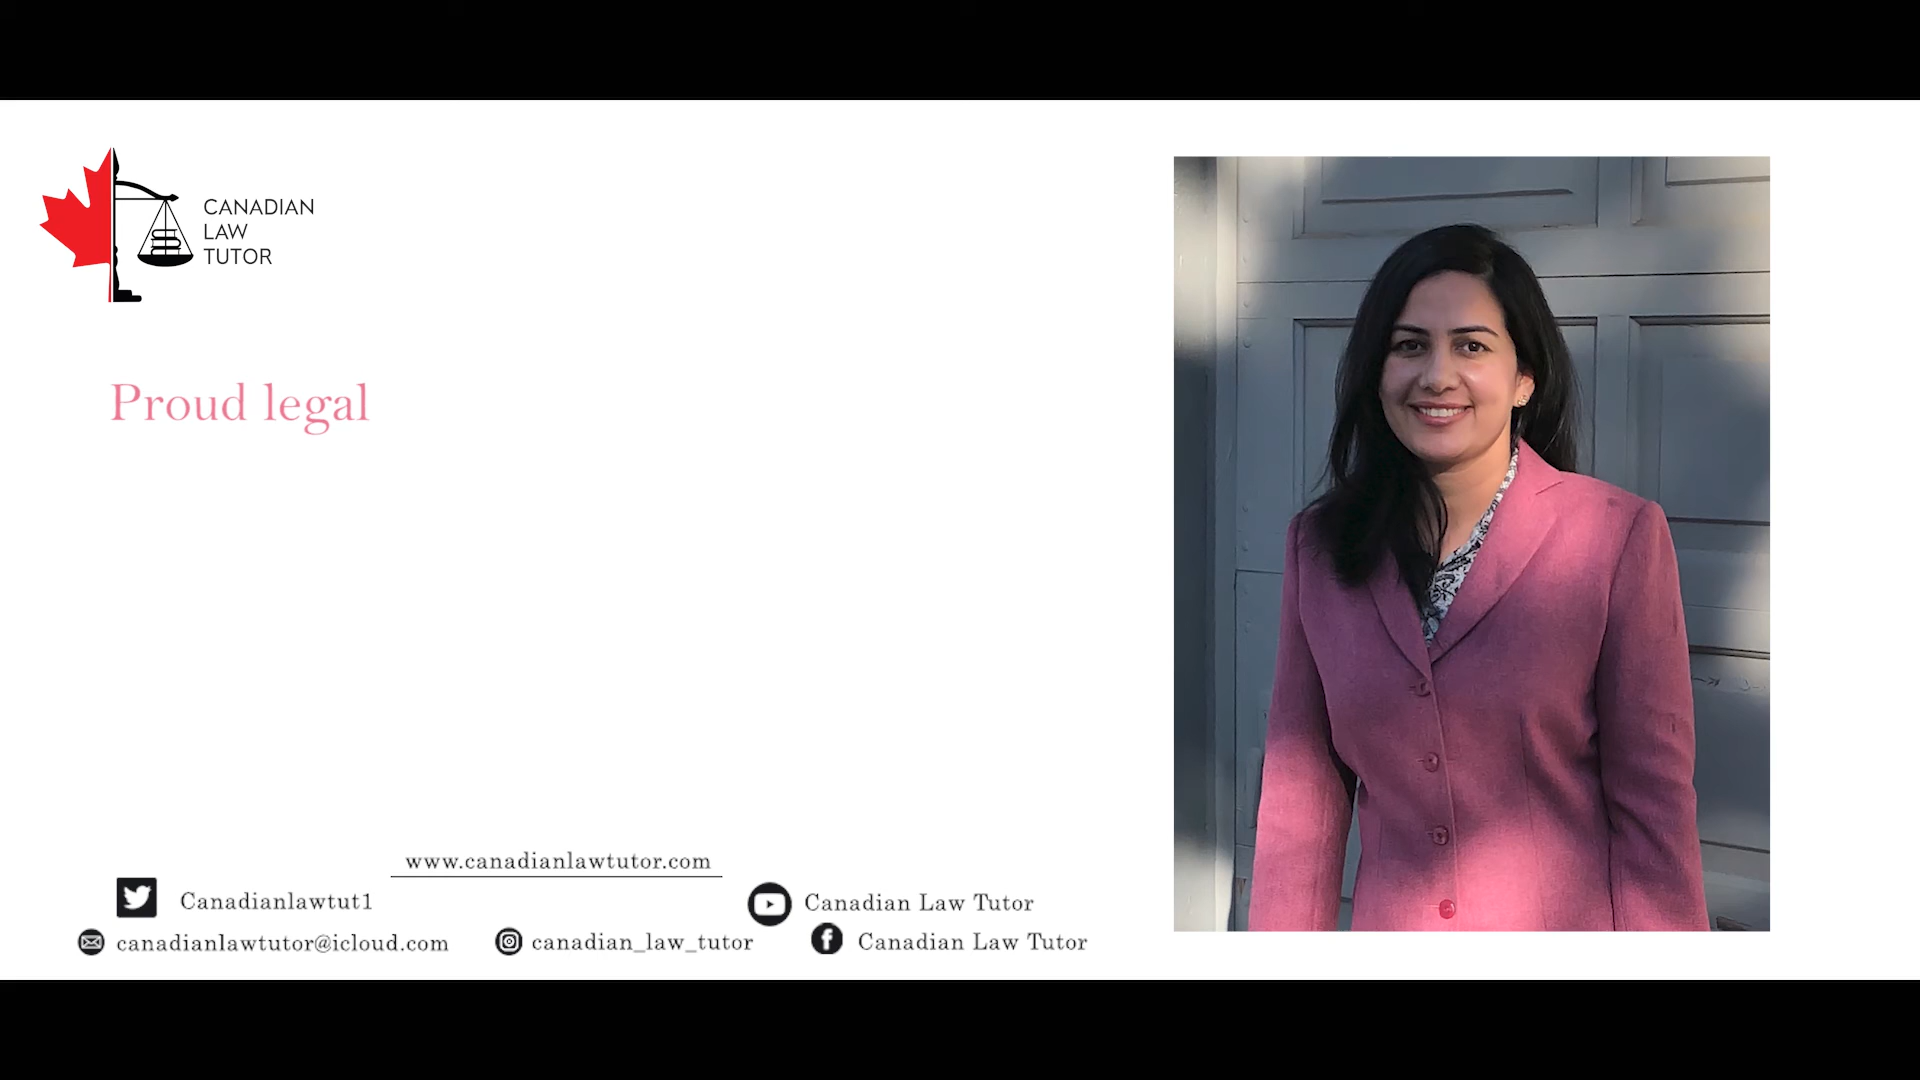 CANADIAN
LAW
TUTOR
Proud legal
www.canadianlawtutor.com
Canadianlawtut1
Canadian Law Tutor
canadianlawtutor@icloud.com
canadian_law_tutor
Canadian Law Tutor